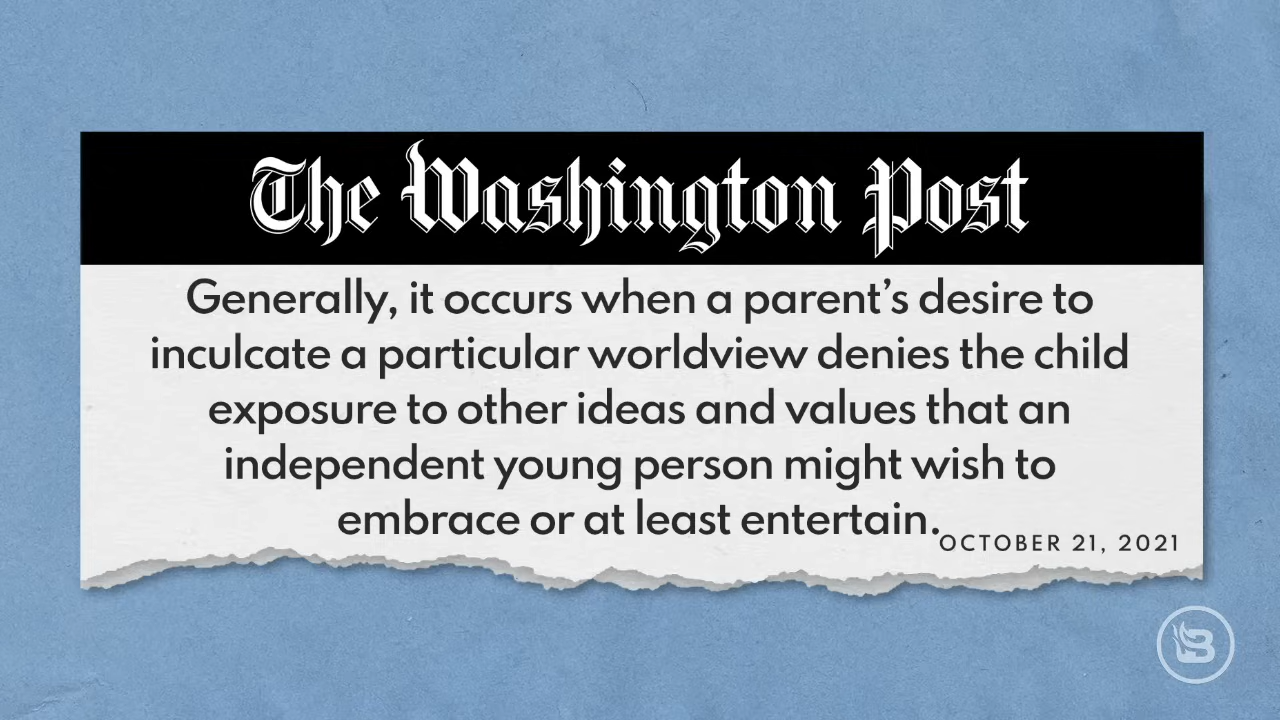 The Washington Post
Generally, it occurs when a parent’s desire to
inculcate a particular worldview denies the child
exposure to other ideas and values that an
independent young person might wish to
embrace or at least entertain.
OCTOBER 21, 2021
B